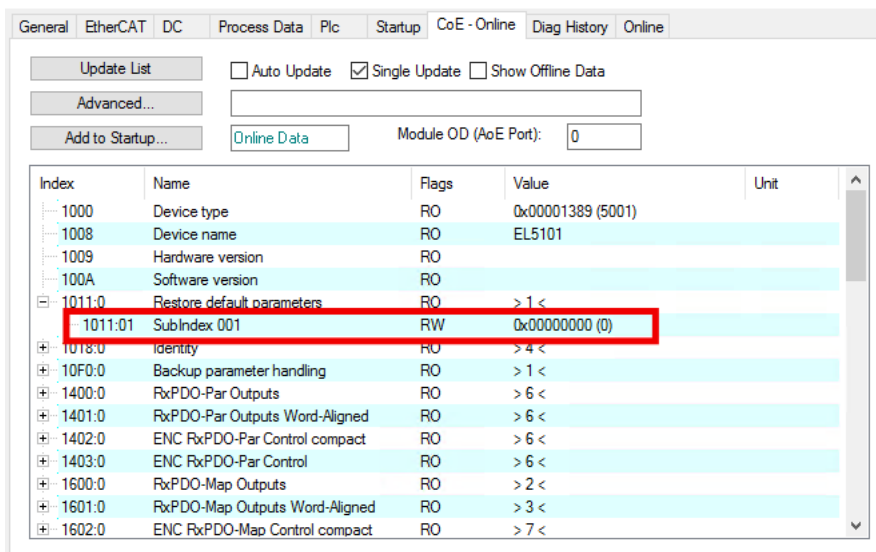 General EtherCAT DC Process Data Plc Startup CoE - Online Diag History Online
Update List Auto Update Single Update Show Offline Data
Advanced...
Add to Startup... Online Data Module OD (AoE Port): 0
Index Name Flags Value Unit
1000 Device type RO 0x00001389 (5001)
1008 Device name RO EL5101
1009 Hardware version RO
100A Software version RO
1011:0 Restore default parameters RO > 1 <
1011:01 SubIndex 001 RW 0x00000000 (0)
1018:0 Identity RO > 4 <
10F0:0 Backup parameter handling RO > 1 <
1400:0 RxPDO-Par Outputs RO > 6 <
1401:0 RxPDO-Par Outputs Word-Aligned RO > 6 <
1402:0 ENC RxPDO-Par Control compact RO > 6 <
1403:0 ENC RxPDO-Par Control RO > 6 <
1600:0 RxPDO-Map Outputs RO > 2 <
1601:0 RxPDO-Map Outputs Word-Aligned RO > 3 <
1602:0 ENC RxPDO-Map Control compact RO > 7 <